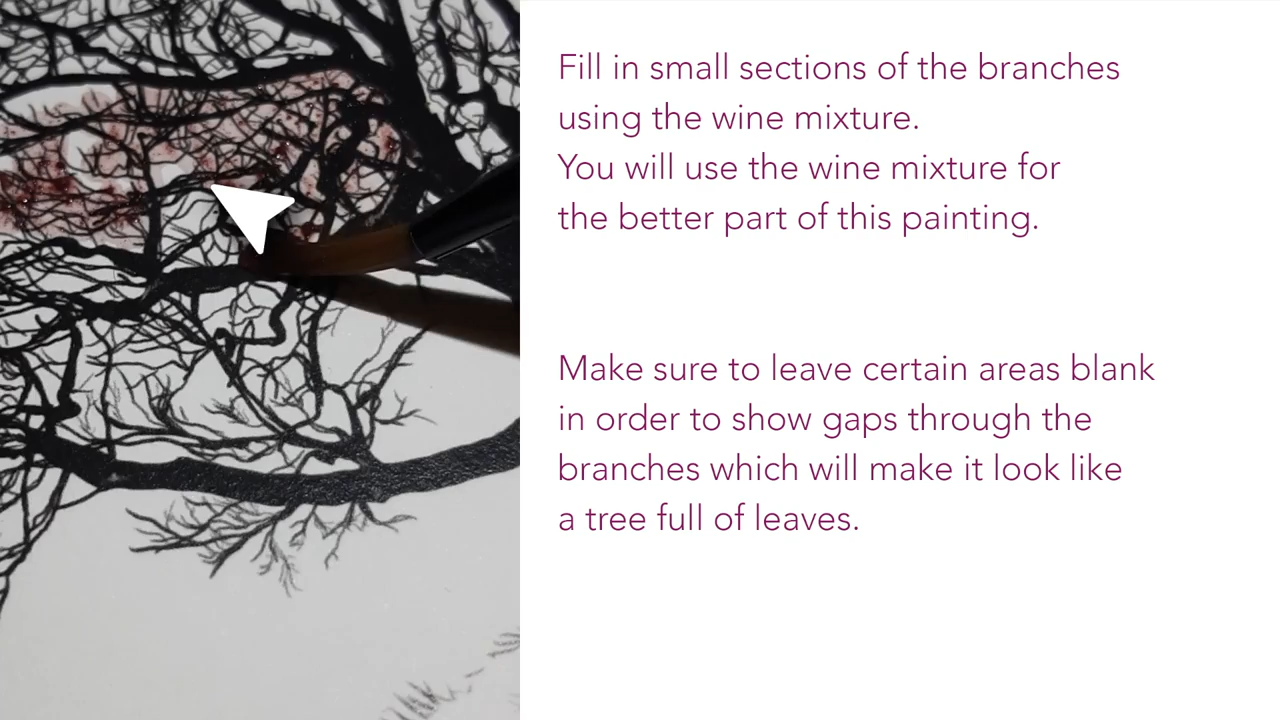 Fill in small sections of the branches
using the wine mixture.
You will use the wine mixture for
the better part of this painting.
Make sure to leave certain areas blank
in order to show gaps through the
branches which will make it look like
a tree full of leaves.